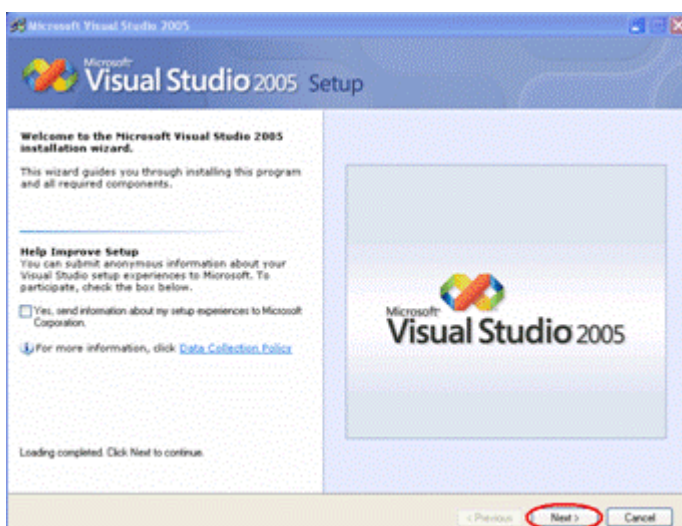 Microsoft Visual Studio 2005
Microsoft
Visual Studio 2005 Setup
Welcome to the Microsoft Visual Studio 2005
installation wizard.
This wizard guides you through installing this program
and all required components.
Help Improve Setup
You can submit anonymous information about your
Visual Studio setup experiences to Microsoft. To
participate, check the box below.
Yes, send information about my setup experiences to Microsoft
Corporation.
For more information, click Data Collection Policy
Microsoft
Visual Studio 2005
Loading completed. Click Next to continue.
< Previous
Next >
Cancel